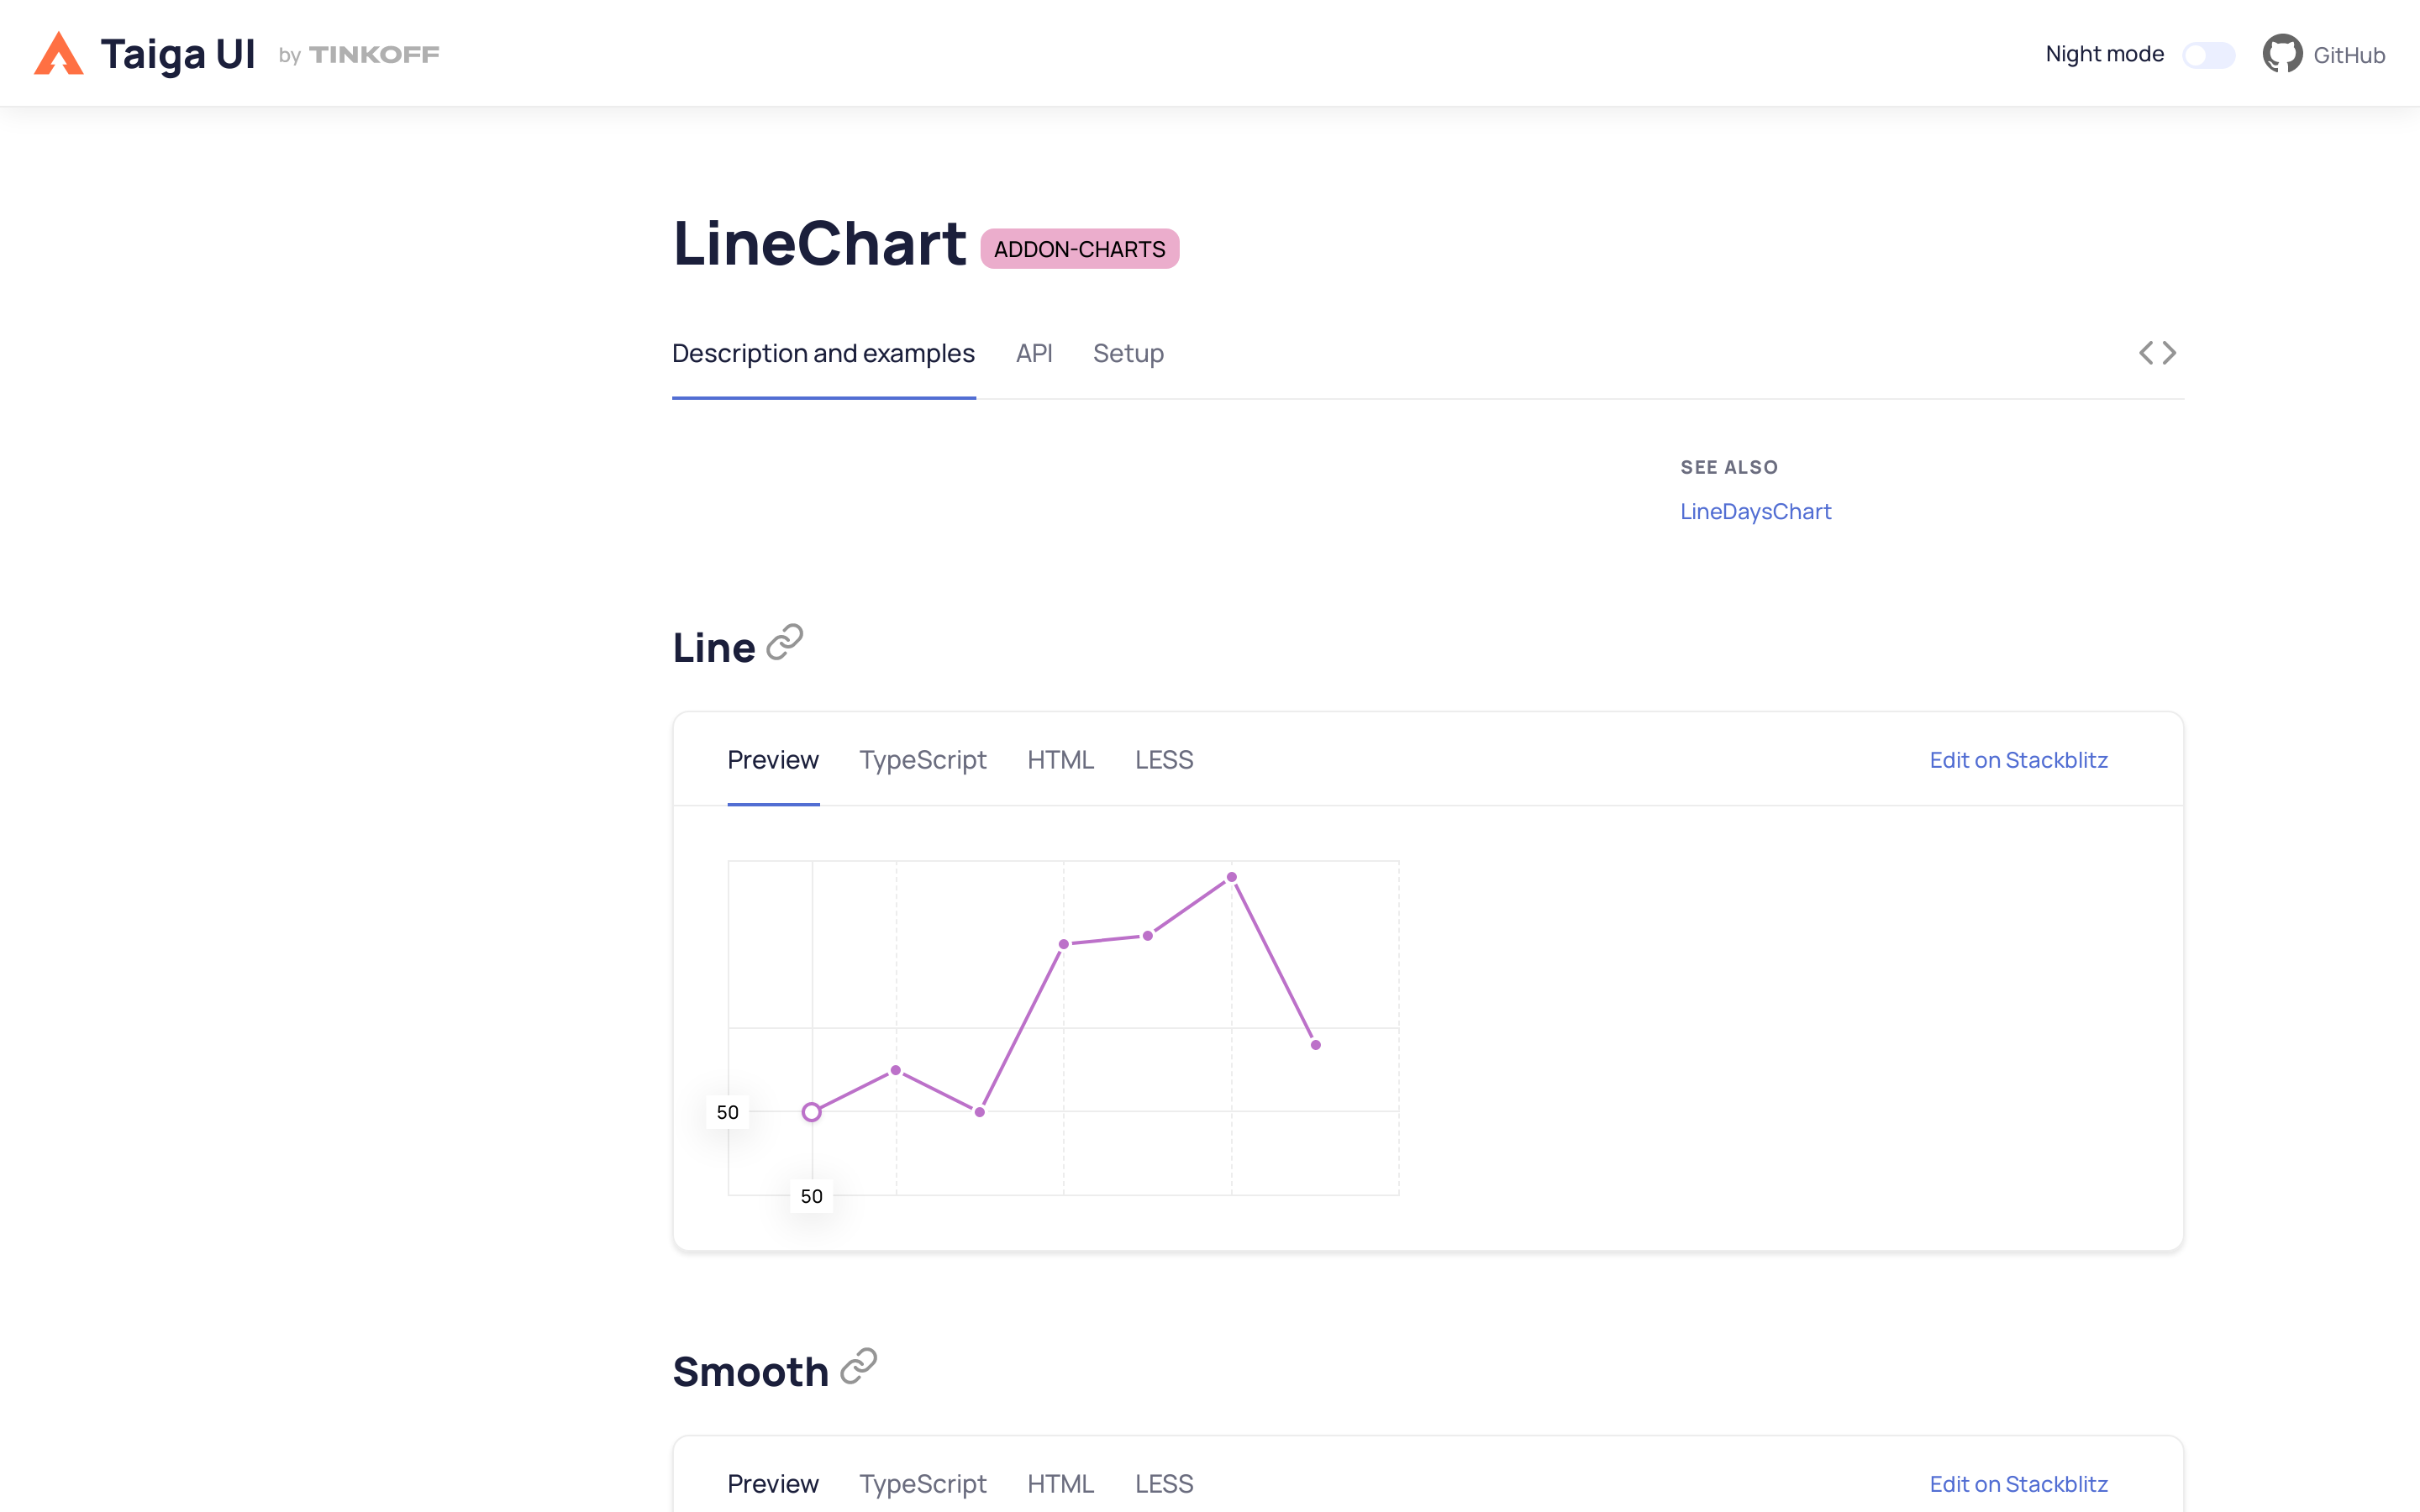 Taiga UI by TINKOFF
Night mode
GitHub
LineChart ADDON-CHARTS
Description and examples API Setup
SEE ALSO
LineDaysChart
Line
Preview TypeScript HTML LESS Edit on Stackblitz
50
50
Smooth
Preview TypeScript HTML LESS Edit on Stackblitz